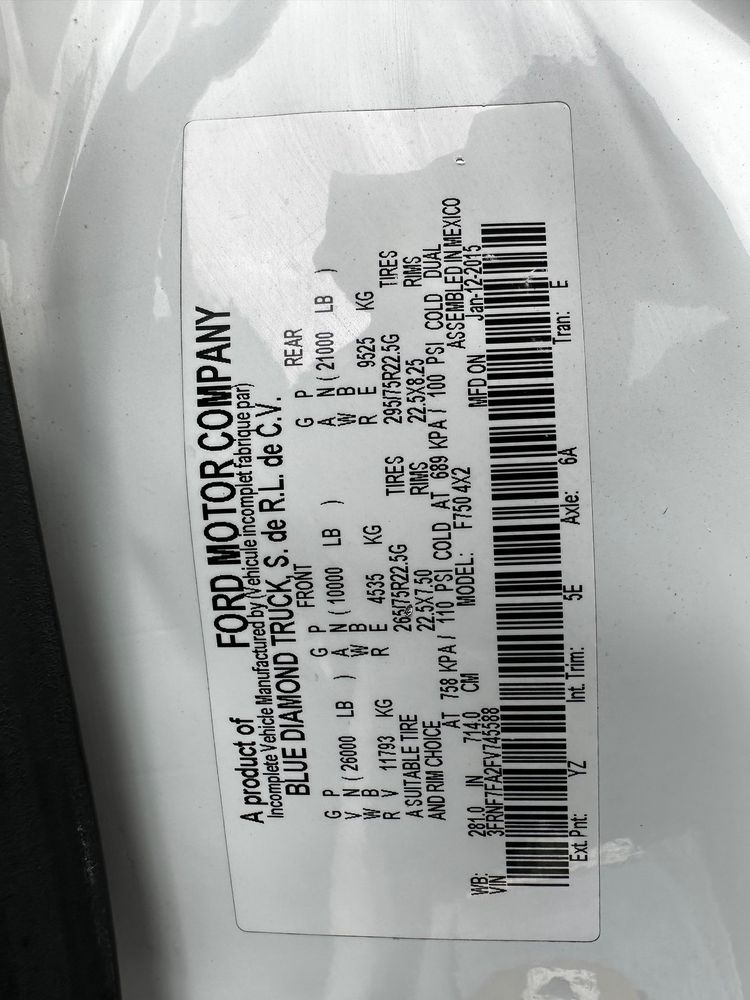 A product of FORD MOTOR COMPANY
Incomplete Vehicle Manufactured by (Vehicule incomplet fabrique par)
BLUE DIAMOND TRUCK, S. de R.L. de C.V.
FRONT REAR
G P G P G P
V N ( 26000 LB ) A N ( 10000 LB ) A N ( 21000 LB )
W B W B W B
R V 11793 KG R E 4535 KG R E 9525 KG
A SUITABLE TIRE 265/75R22.5G TIRES 295/75R22.5G TIRES
AND RIM CHOICE 22.5X7.50 RIMS 22.5X8.25 RIMS
AT 758 KPA / 110 PSI COLD AT 689 KPA / 100 PSI COLD DUAL
WB: 281.0 IN 714.0 CM MODEL: F750 4X2 ASSEMBLED IN MEXICO
VIN 3FRNF7FA2FV745588 MFD ON Jan-12-2015
Ext. Pnt: YZ Int. Trim: 5E Axle: 6A Tran: E